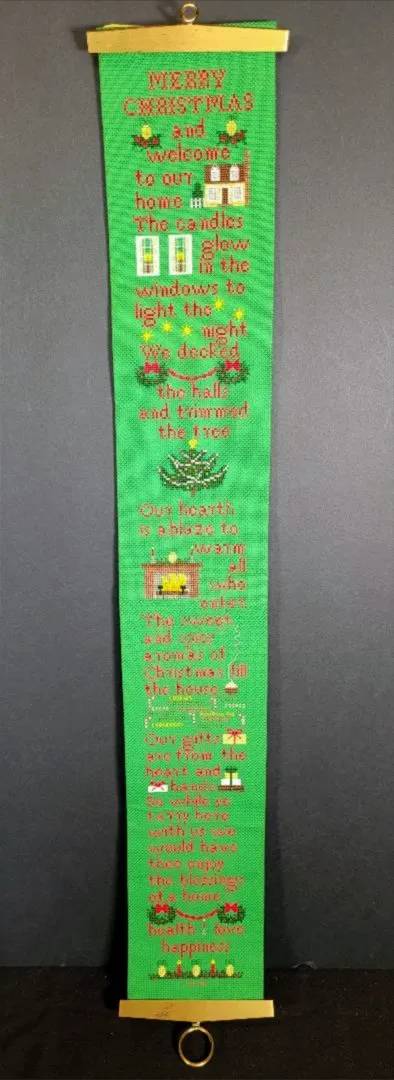 MERRY
CHRISTMAS
and
welcome
to our
home
The candles
glow
in the
windows to
light the
night
We decked
the halls
and trimmed
the tree
Our hearth
is ablaze to
warm
all
who
enter
The sweet
and spicy
aromas of
Christmas fill
the house
Our gifts
are from the
heart and
hands
So while ye
tarry here
with us we
would have
thee enjoy
the blessings
of a home
health love
happiness